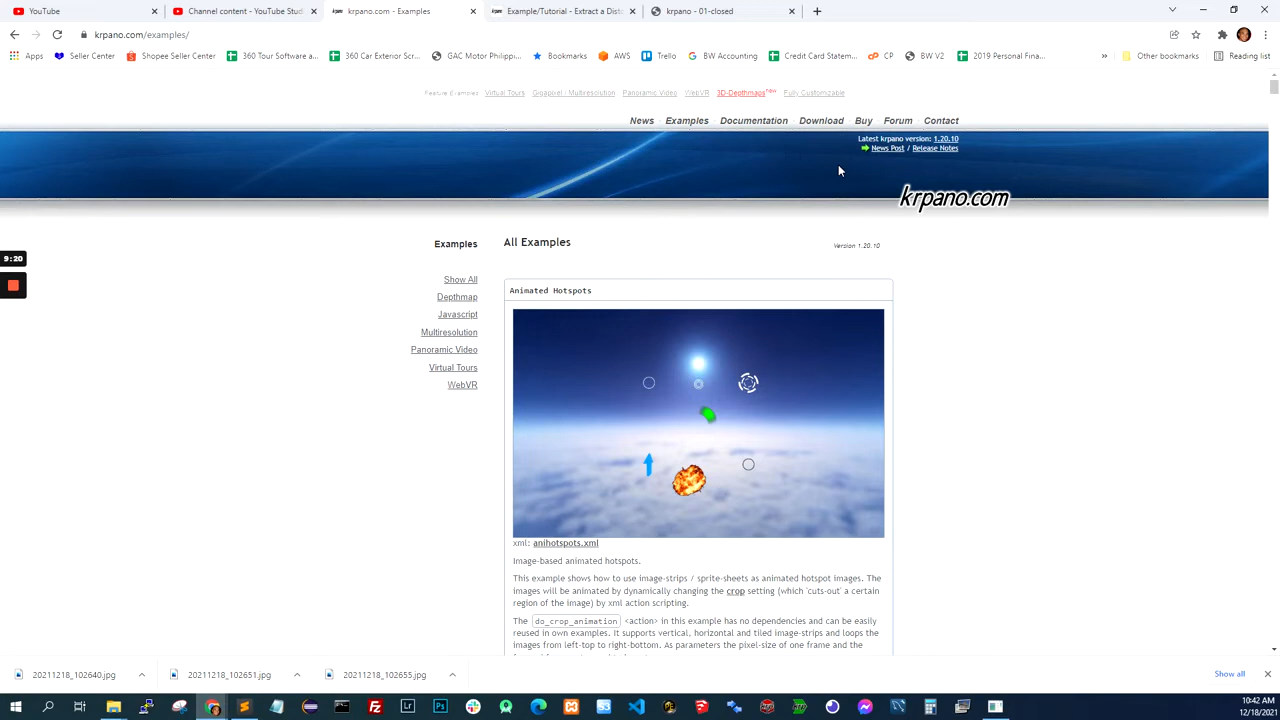 YouTube
Channel content - YouTube Stud
krpano.com - Examples
Example/Tutorial - Extract a Dist
krpano - 01-closed
krpano.com/examples/
Apps
Seller Center
Shopee Seller Center
360 Tour Software a...
360 Car Exterior Scr...
GAC Motor Philippi...
Bookmarks
AWS
Trello
BW Accounting
Credit Card Statem...
CP
BW V2
2019 Personal Fina...
»
Other bookmarks
Reading list
Feature Examples: Virtual Tours Gigapixel / Multiresolution Panoramic Video WebVR 3D-Depthmaps New Fully Customizable
News · Examples · Documentation · Download · Buy · Forum · Contact
Latest krpano version: 1.20.10
News Post / Release Notes
krpano.com
9:20
Examples
Show All
Depthmap
Javascript
Multiresolution
Panoramic Video
Virtual Tours
WebVR
All Examples
Version 1.20.10
Animated Hotspots
xml: anihotspots.xml
Image-based animated hotspots.
This example shows how to use image-strips / sprite-sheets as animated hotspot images. The
images will be animated by dynamically changing the crop setting (which 'cuts-out' a certain
region of the image) by xml action scripting.
The do_crop_animation <action> in this example has no dependencies and can be easily
reused in own examples. It supports vertical, horizontal and tiled image-strips and loops the
images from left-top to right-bottom. As parameters the pixel-size of one frame and the
20211218_102640.jpg
20211218_102651.jpg
20211218_102655.jpg
Show all
10:42 AM
12/18/2021